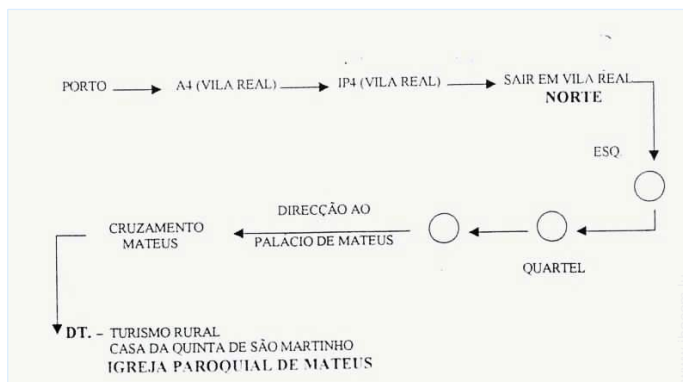 PORTO
A4 (VILA REAL)
IP4 (VILA REAL)
SAIR EM VILA REAL
NORTE
ESQ.
QUARTEL
DIRECÇÃO AO
PALACIO DE MATEUS
CRUZAMENTO
MATEUS
DT. – TURISMO RURAL
CASA DA QUINTA DE SÃO MARTINHO
IGREJA PAROQUIAL DE MATEUS